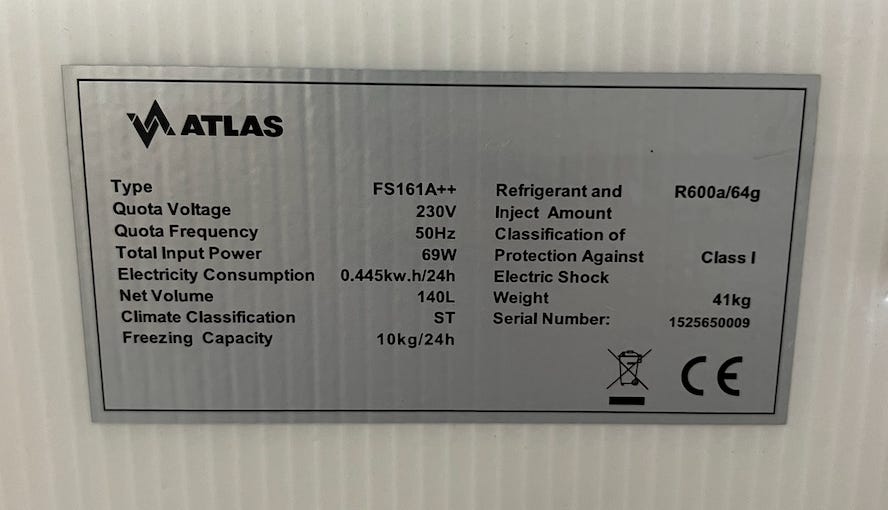 ATLAS
Type FS161A++
Quota Voltage 230V
Quota Frequency 50Hz
Total Input Power 69W
Electricity Consumption 0.445kw.h/24h
Net Volume 140L
Climate Classification ST
Freezing Capacity 10kg/24h
Refrigerant and R600a/64g
Inject Amount
Classification of
Protection Against Class I
Electric Shock
Weight 41kg
Serial Number: 1525650009
CE